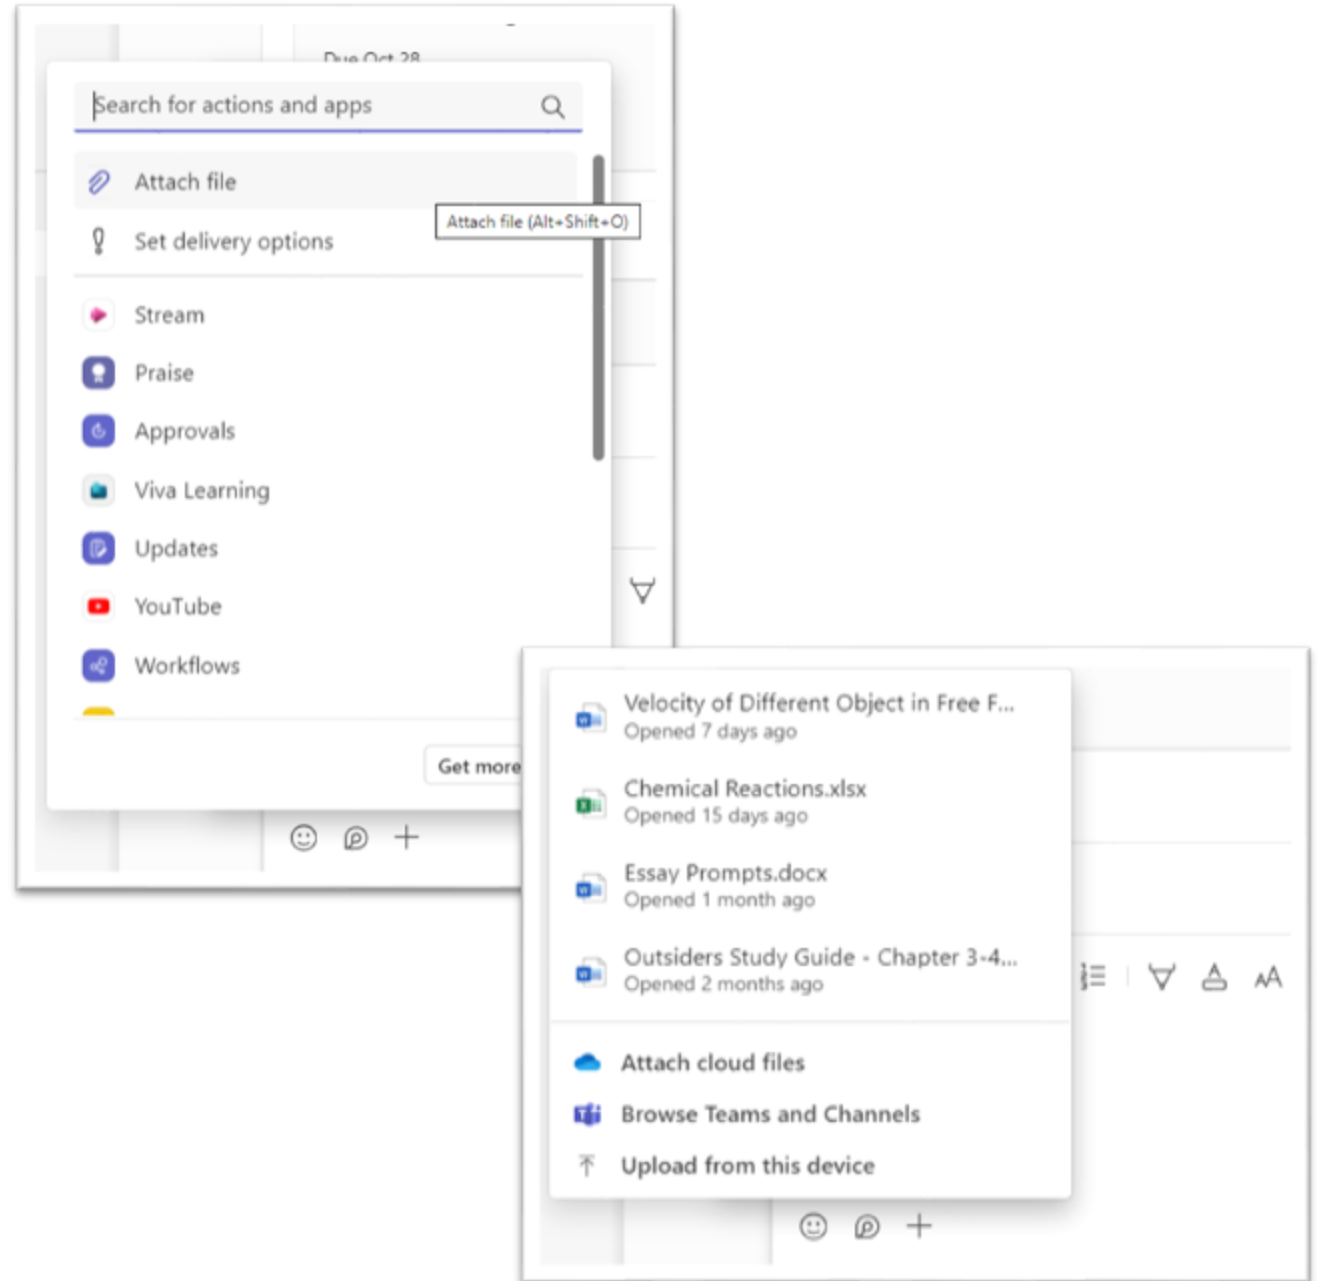 Due Oct 28
Search for actions and apps
Attach file
Attach file (Alt+Shift+O)
Set delivery options
Stream
Praise
Approvals
Viva Learning
Updates
YouTube
Workflows
Get more
Velocity of Different Object in Free F...
Opened 7 days ago
Chemical Reactions.xlsx
Opened 15 days ago
Essay Prompts.docx
Opened 1 month ago
Outsiders Study Guide - Chapter 3-4...
Opened 2 months ago
Attach cloud files
Browse Teams and Channels
Upload from this device